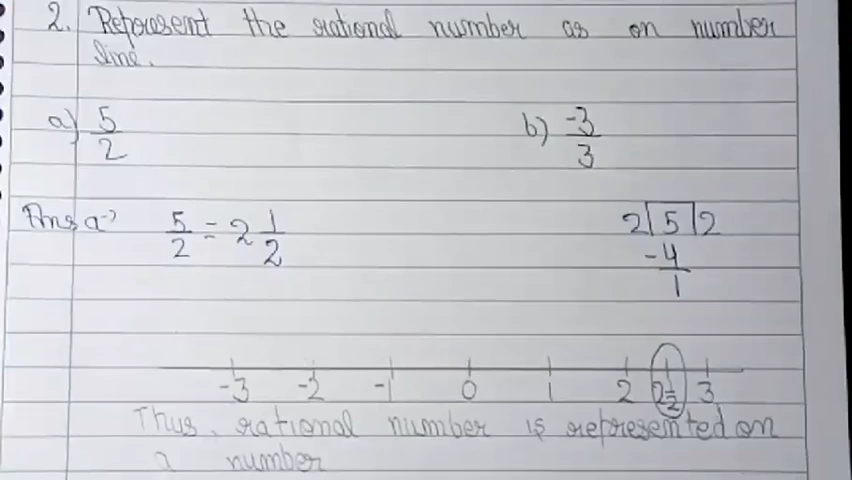 2. Represent the rational number as on number
line.
a) 5/2 b) -3/3
Ans a→ 5/2 = 2 1/2 2 5 2
-4
1
-3 -2 -1 0 1 2 2 1/2 3
Thus, rational number is represented on
a number